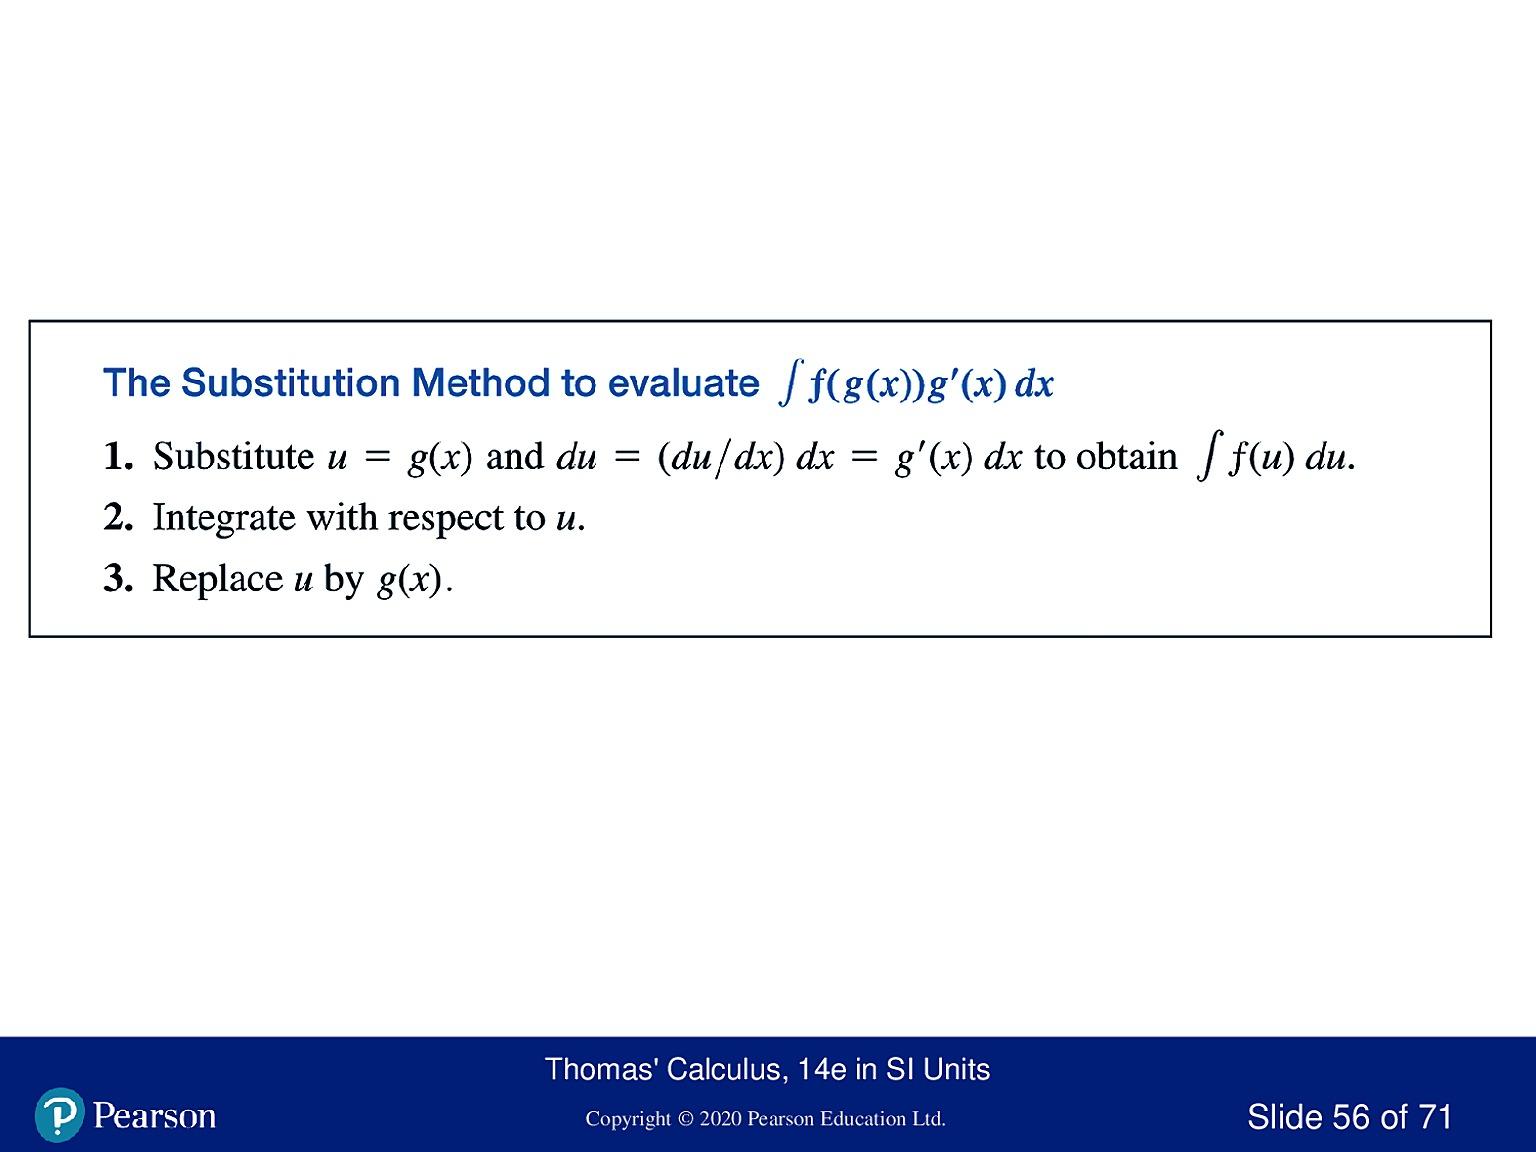 The Substitution Method to evaluate ∫ f(g(x))g′(x) dx
1. Substitute u = g(x) and du = (du/dx) dx = g′(x) dx to obtain ∫ f(u) du.
2. Integrate with respect to u.
3. Replace u by g(x).
Thomas' Calculus, 14e in SI Units
Pearson
Copyright © 2020 Pearson Education Ltd.
Slide 56 of 71